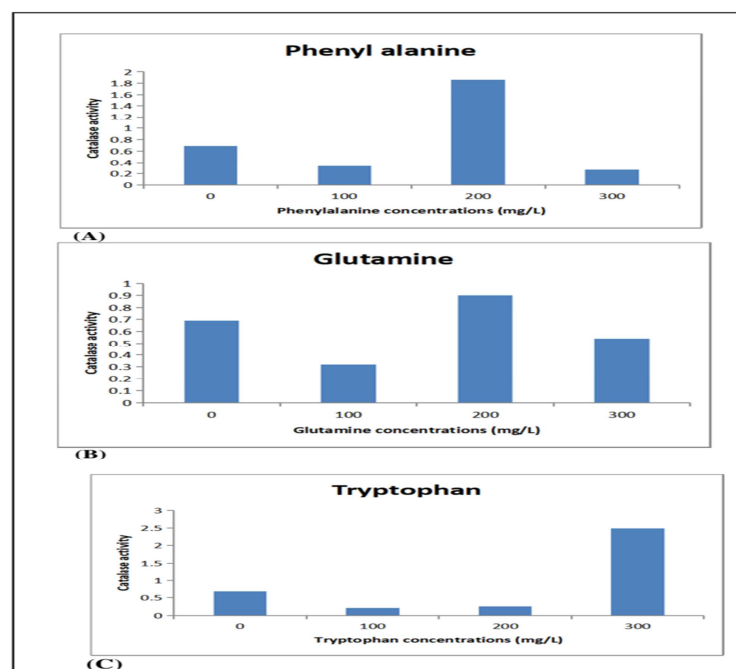 Phenyl alanine
Catalase activity
2
1.8
1.6
1.4
1.2
1
0.8
0.6
0.4
0.2
0
0 100 200 300
Phenylalanine concentrations (mg/L)
(A)
Glutamine
Catalase activity
1
0.9
0.8
0.7
0.6
0.5
0.4
0.3
0.2
0.1
0
0 100 200 300
Glutamine concentrations (mg/L)
(B)
Tryptophan
Catalase activity
3
2.5
2
1.5
1
0.5
0
0 100 200 300
Tryptophan concentrations (mg/L)
(C)